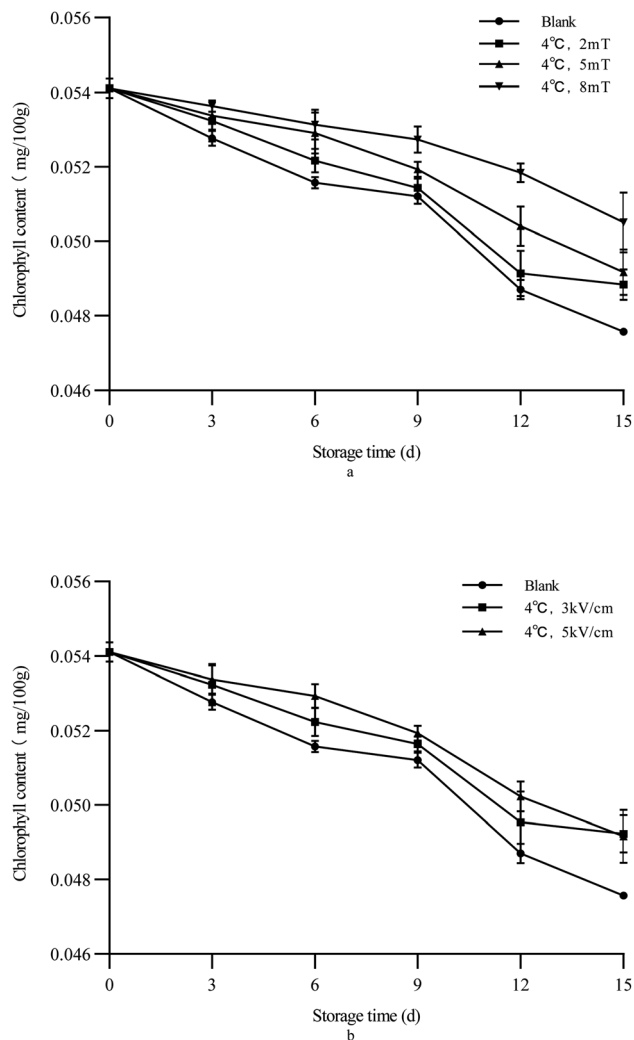 0.056
0.054
0.052
0.050
0.048
0.046
Chlorophyll content（ mg/100g)
Blank
4℃, 2mT
4℃, 5mT
4℃, 8mT
0 3 6 9 12 15
Storage time (d)
a
0.056
0.054
0.052
0.050
0.048
0.046
Chlorophyll content（ mg/100g)
Blank
4℃, 3kV/cm
4℃, 5kV/cm
0 3 6 9 12 15
Storage time (d)
b